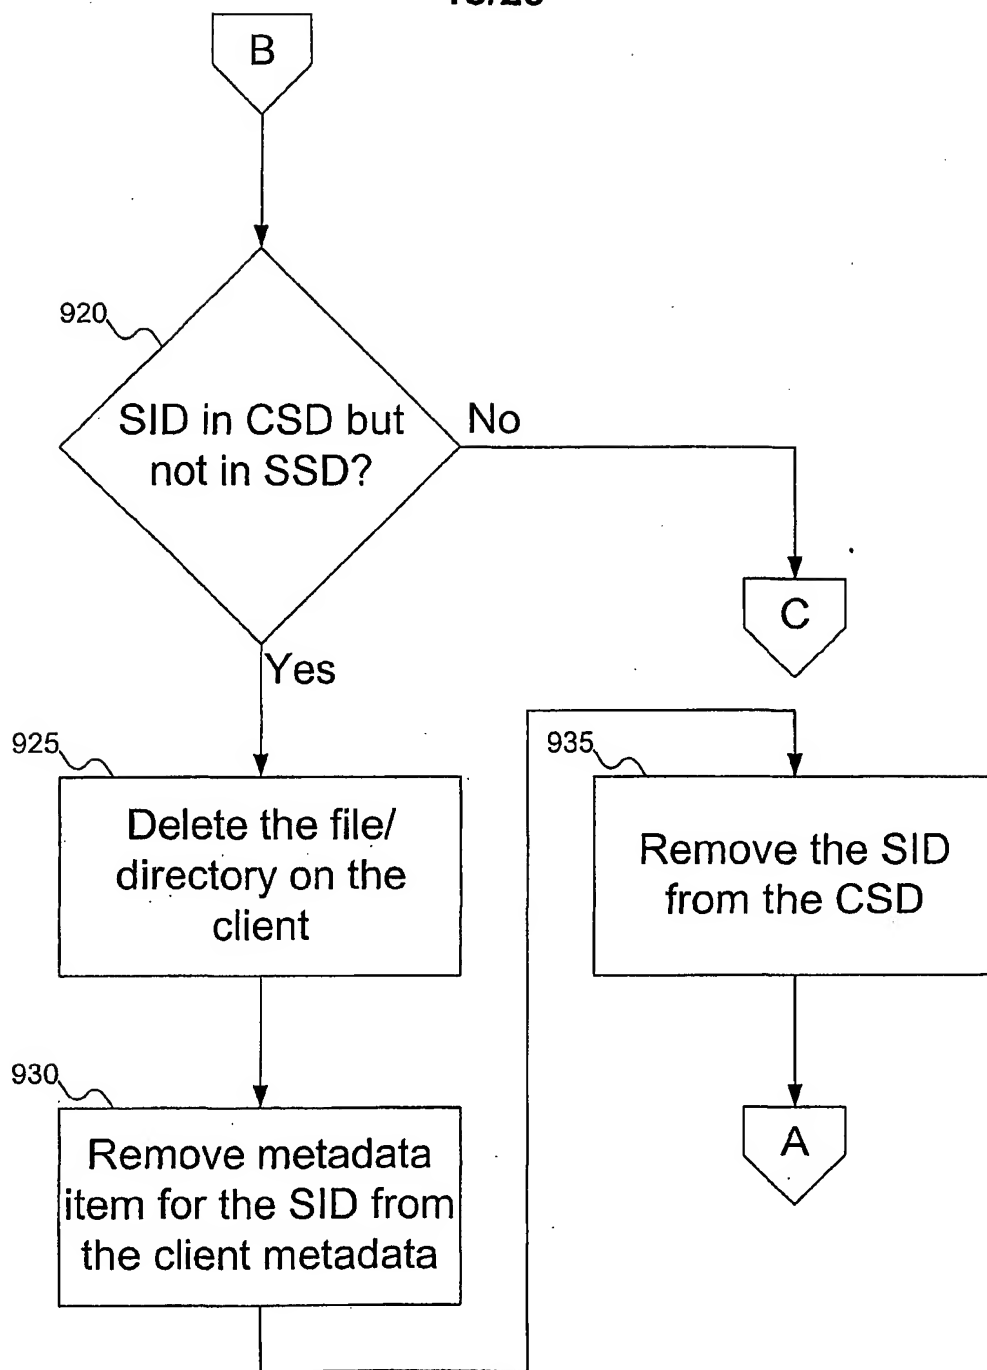 B
920
SID in CSD but
not in SSD?
No
C
Yes
925
Delete the file/
directory on the
client
935
Remove the SID
from the CSD
930
Remove metadata
item for the SID from
the client metadata
A